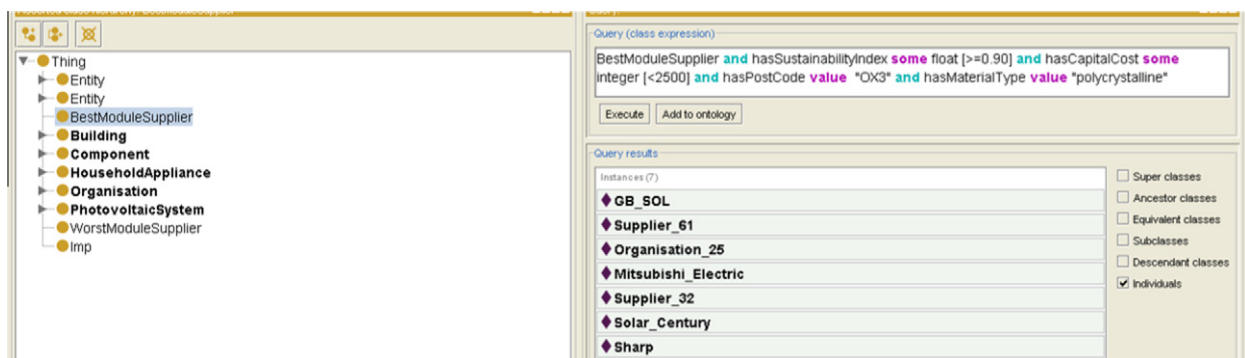 Thing
Entity
Entity
BestModuleSupplier
Building
Component
HouseholdAppliance
Organisation
PhotovoltaicSystem
WorstModuleSupplier
Imp
Query (class expression)
BestModuleSupplier and hasSustainabilityIndex some float [>=0.90] and hasCapitalCost some
integer [<2500] and hasPostCode value "OX3" and hasMaterialType value "polycrystalline"
Execute
Add to ontology
Query results
Instances (7)
GB_SOL
Supplier_61
Organisation_25
Mitsubishi_Electric
Supplier_32
Solar_Century
Sharp
Super classes
Ancestor classes
Equivalent classes
Subclasses
Descendant classes
Individuals